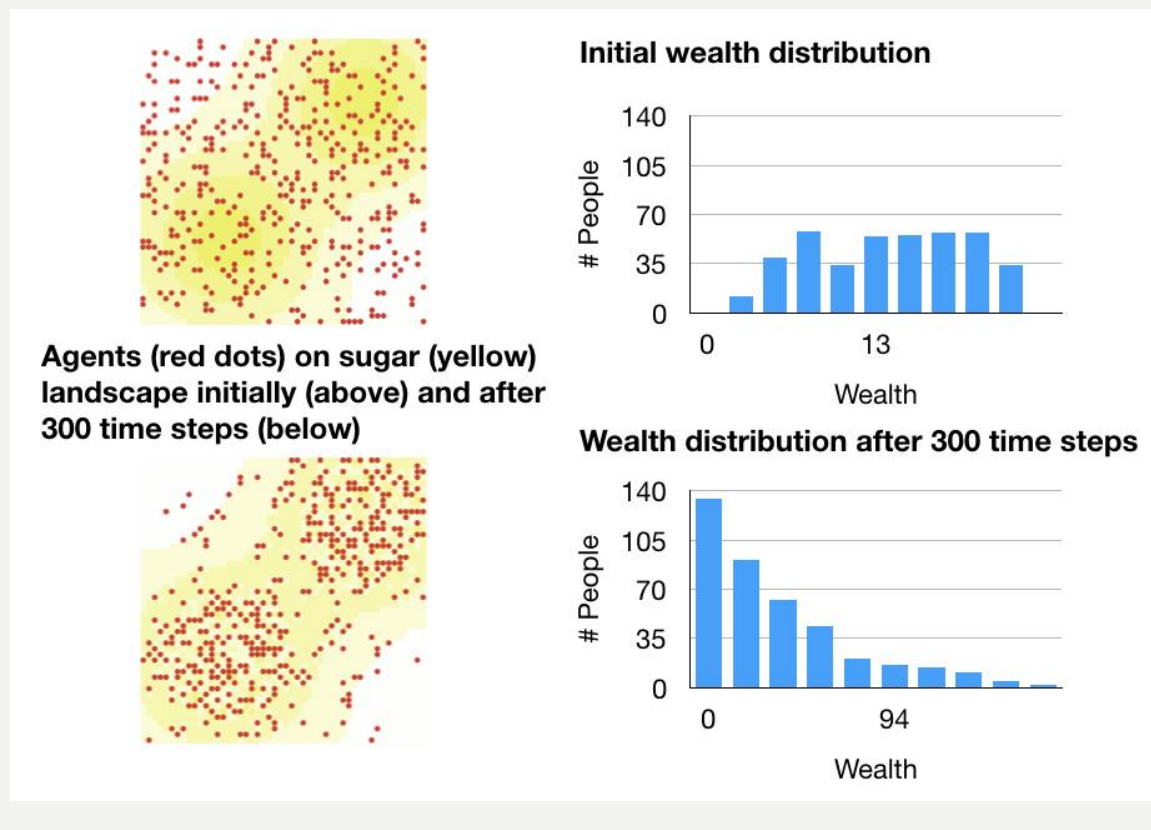 Agents (red dots) on sugar (yellow)
landscape initially (above) and after
300 time steps (below)
Initial wealth distribution
# People
140
105
70
35
0
0 13
Wealth
Wealth distribution after 300 time steps
# People
140
105
70
35
0
0 94
Wealth